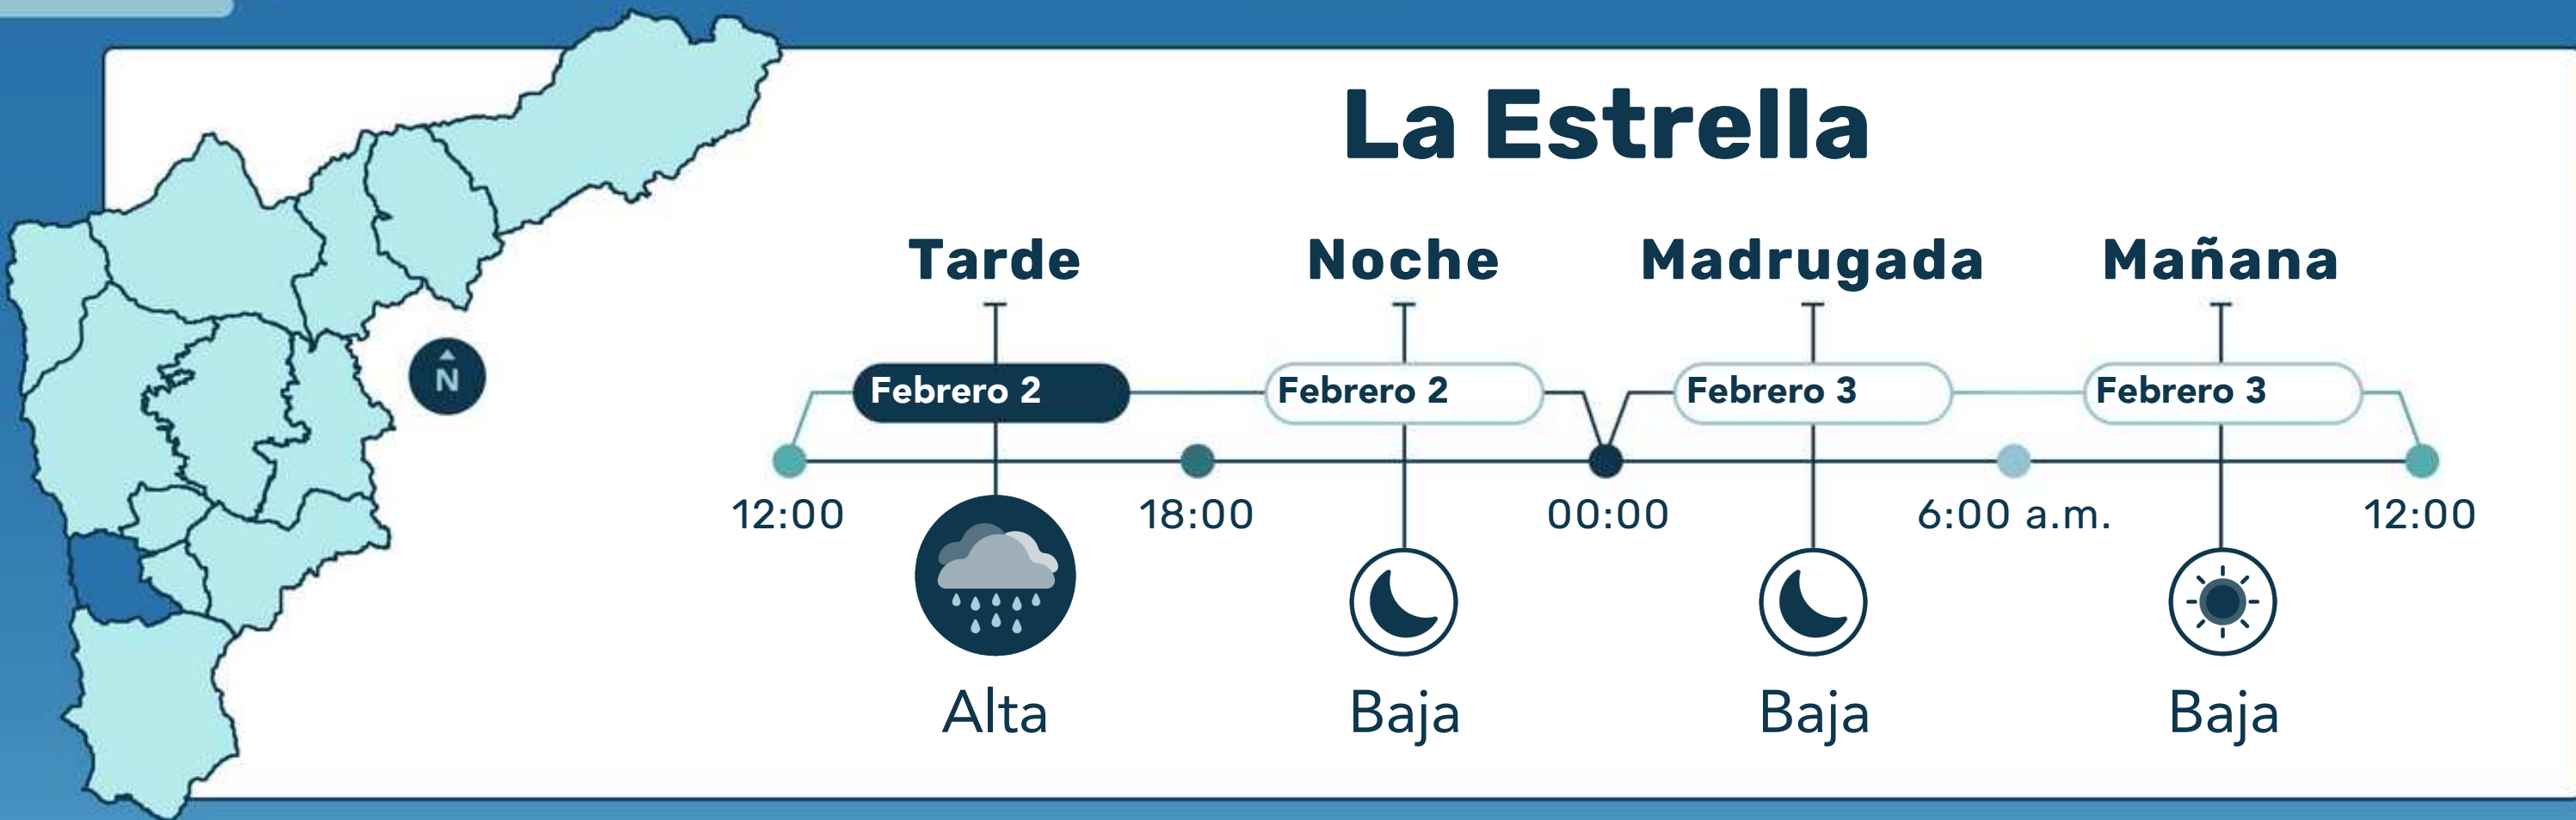 La Estrella
Tarde Noche Madrugada Mañana
Febrero 2 Febrero 2 Febrero 3 Febrero 3
N
12:00 18:00 00:00 6:00 a.m. 12:00
Alta Baja Baja Baja